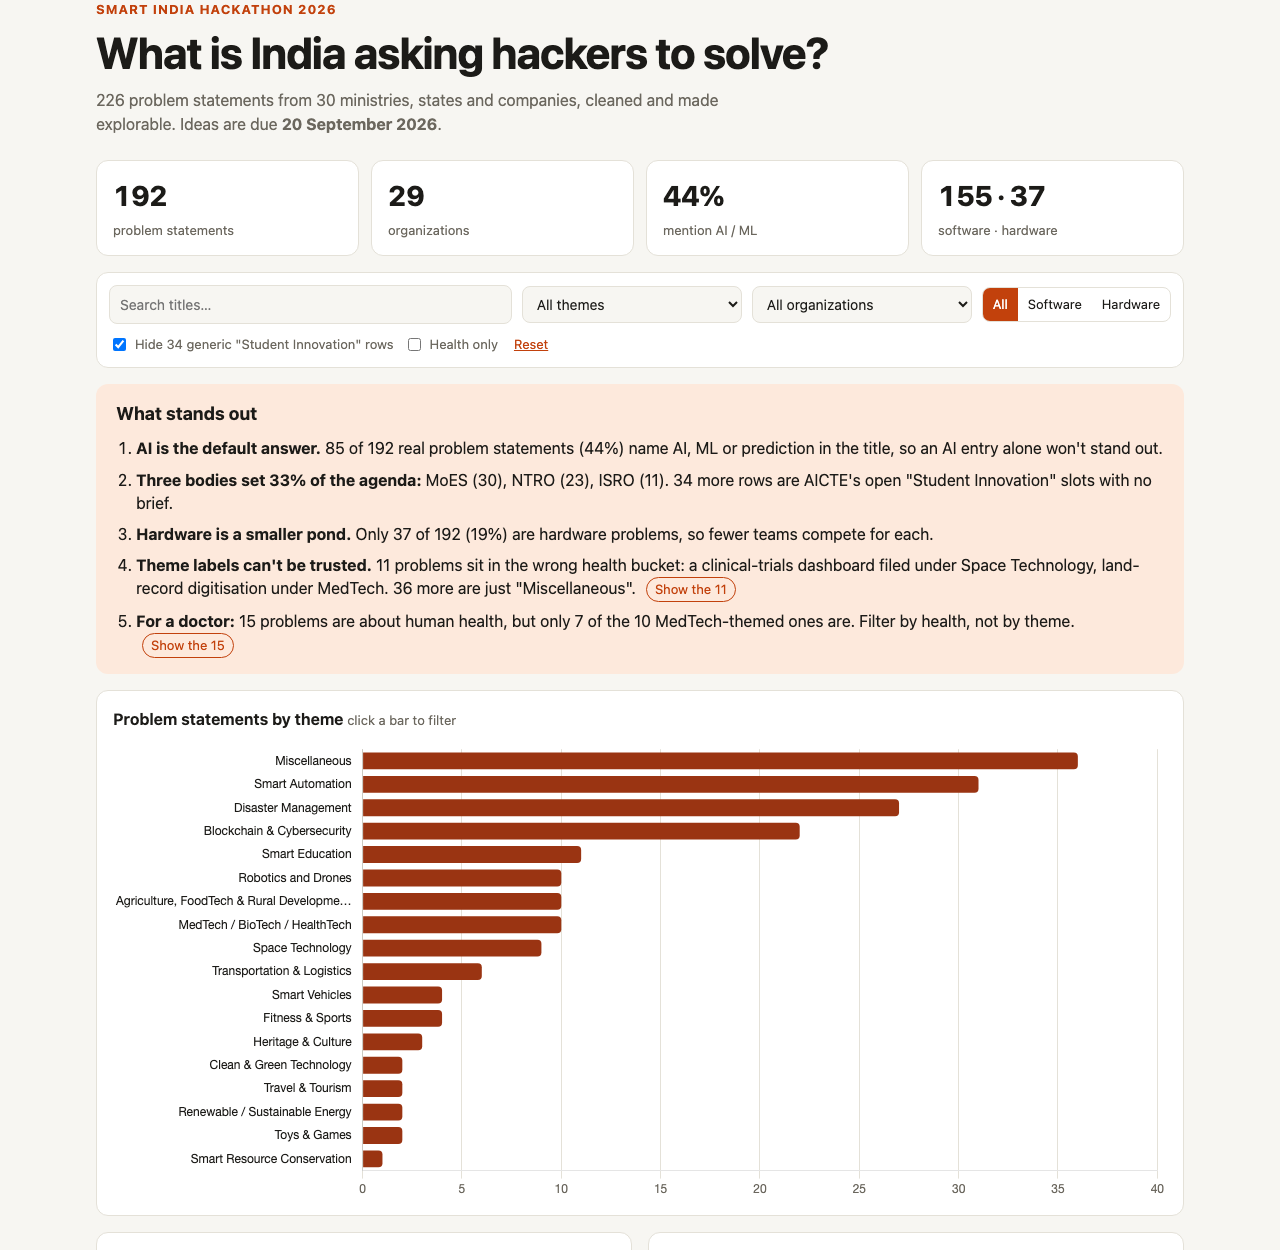 SMART INDIA HACKATHON 2026
What is India asking hackers to solve?
226 problem statements from 30 ministries, states and companies, cleaned and made
explorable. Ideas are due 20 September 2026.
192
problem statements
29
organizations
44%
mention AI / ML
155 · 37
software · hardware
Search titles...
All themes
All organizations
All
Software
Hardware
Hide 34 generic "Student Innovation" rows
Health only
Reset
What stands out
1. AI is the default answer. 85 of 192 real problem statements (44%) name AI, ML or prediction in the title, so an AI entry alone won't stand out.
2. Three bodies set 33% of the agenda: MoES (30), NTRO (23), ISRO (11). 34 more rows are AICTE's open "Student Innovation" slots with no
brief.
3. Hardware is a smaller pond. Only 37 of 192 (19%) are hardware problems, so fewer teams compete for each.
4. Theme labels can't be trusted. 11 problems sit in the wrong health bucket: a clinical-trials dashboard filed under Space Technology, land-
record digitisation under MedTech. 36 more are just "Miscellaneous". Show the 11
5. For a doctor: 15 problems are about human health, but only 7 of the 10 MedTech-themed ones are. Filter by health, not by theme.
Show the 15
Problem statements by theme click a bar to filter
Miscellaneous
Smart Automation
Disaster Management
Blockchain & Cybersecurity
Smart Education
Robotics and Drones
Agriculture, FoodTech & Rural Developme...
MedTech / BioTech / HealthTech
Space Technology
Transportation & Logistics
Smart Vehicles
Fitness & Sports
Heritage & Culture
Clean & Green Technology
Travel & Tourism
Renewable / Sustainable Energy
Toys & Games
Smart Resource Conservation
0 5 10 15 20 25 30 35 40